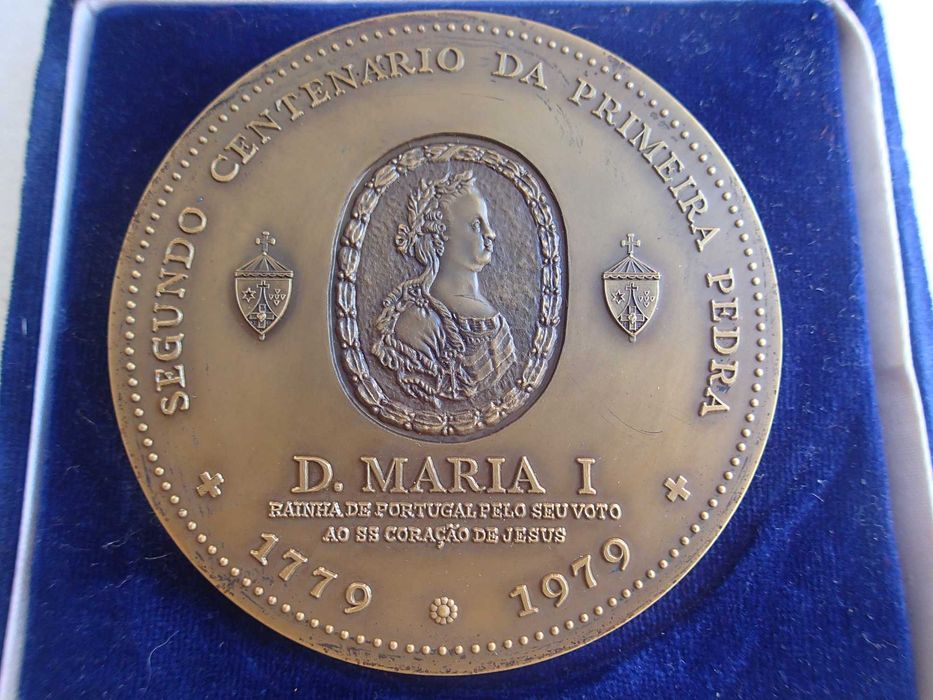 SEGUNDO CENTENARIO DA PRIMEIRA PEDRA
D. MARIA I
RAINHA DE PORTUGAL PELO SEU VOTO
AO SS CORAÇÃO DE JESUS
1779 1979